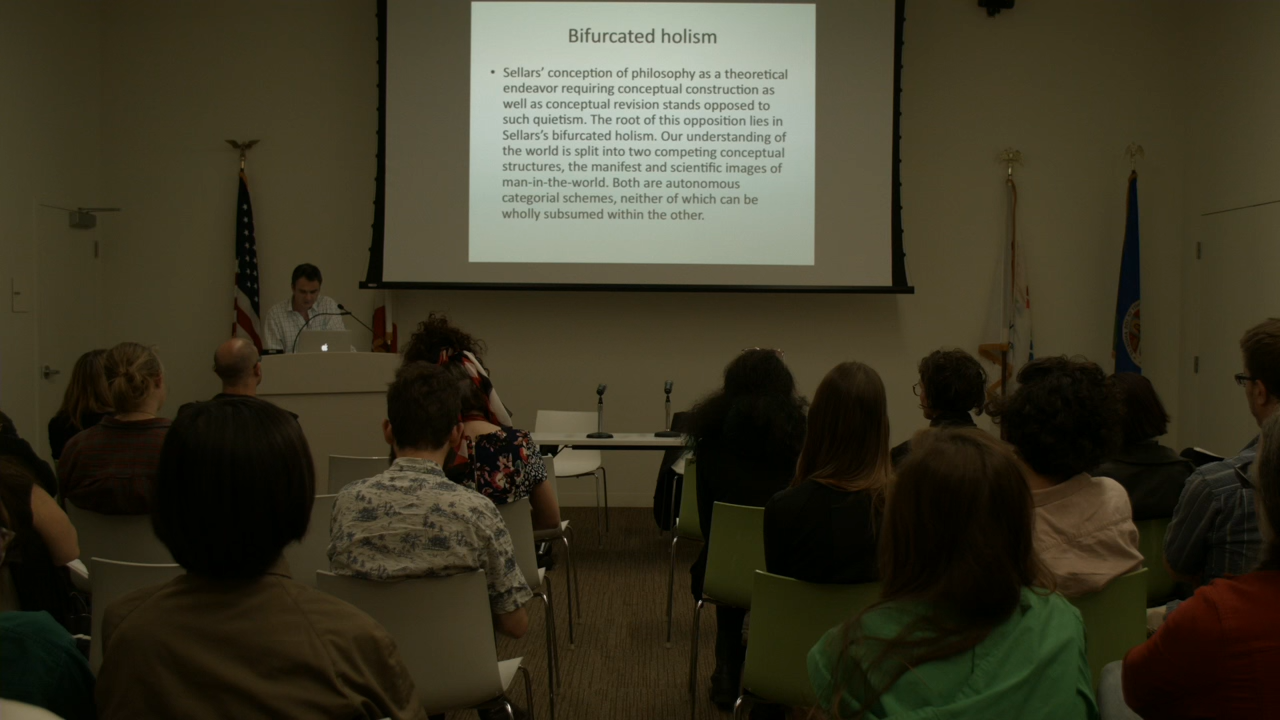 Bifurcated holism
• Sellars' conception of philosophy as a theoretical
endeavor requiring conceptual construction as
well as conceptual revision stands opposed to
such quietism. The root of this opposition lies in
Sellars's bifurcated holism. Our understanding of
the world is split into two competing conceptual
structures, the manifest and scientific images of
man-in-the-world. Both are autonomous
categorial schemes, neither of which can be
wholly subsumed within the other.